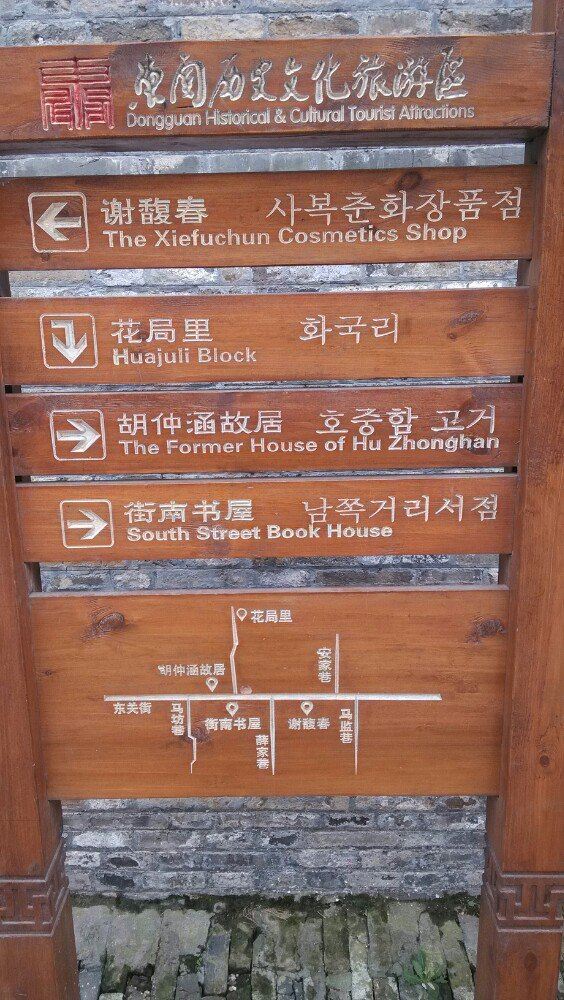 東關历史文化旅游區
Dongguan Historical & Cultural Tourist Attractions
谢馥春 사복춘화장품점
The Xiefuchun Cosmetics Shop
花局里 화국리
Huajuli Block
胡仲涵故居 호중함 고거
The Former House of Hu Zhonghan
街南书屋 남쪽거리서점
South Street Book House
花局里
安家巷
胡仲涵故居
东关街
马坊巷
街南书屋
薛家巷
谢馥春
马监巷